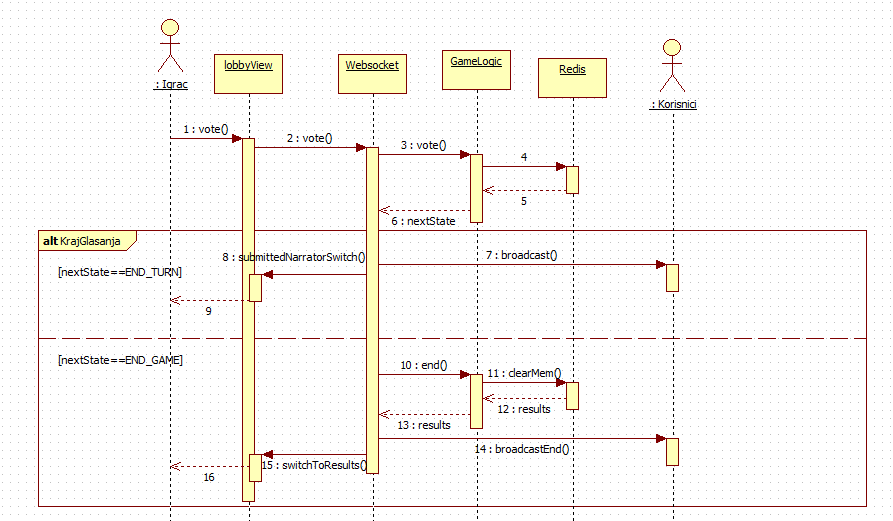 lobbyView
Websocket
GameLogic
Redis
: Igrac
: Korisnici
1 : vote()
2 : vote()
3 : vote()
4
5
6 : nextState
alt KrajGlasanja
7 : broadcast()
8 : submittedNarratorSwitch()
[nextState==END_TURN]
9
[nextState==END_GAME]
10 : end()
11 : clearMem()
12 : results
13 : results
14 : broadcastEnd()
15 : switchToResults()
16